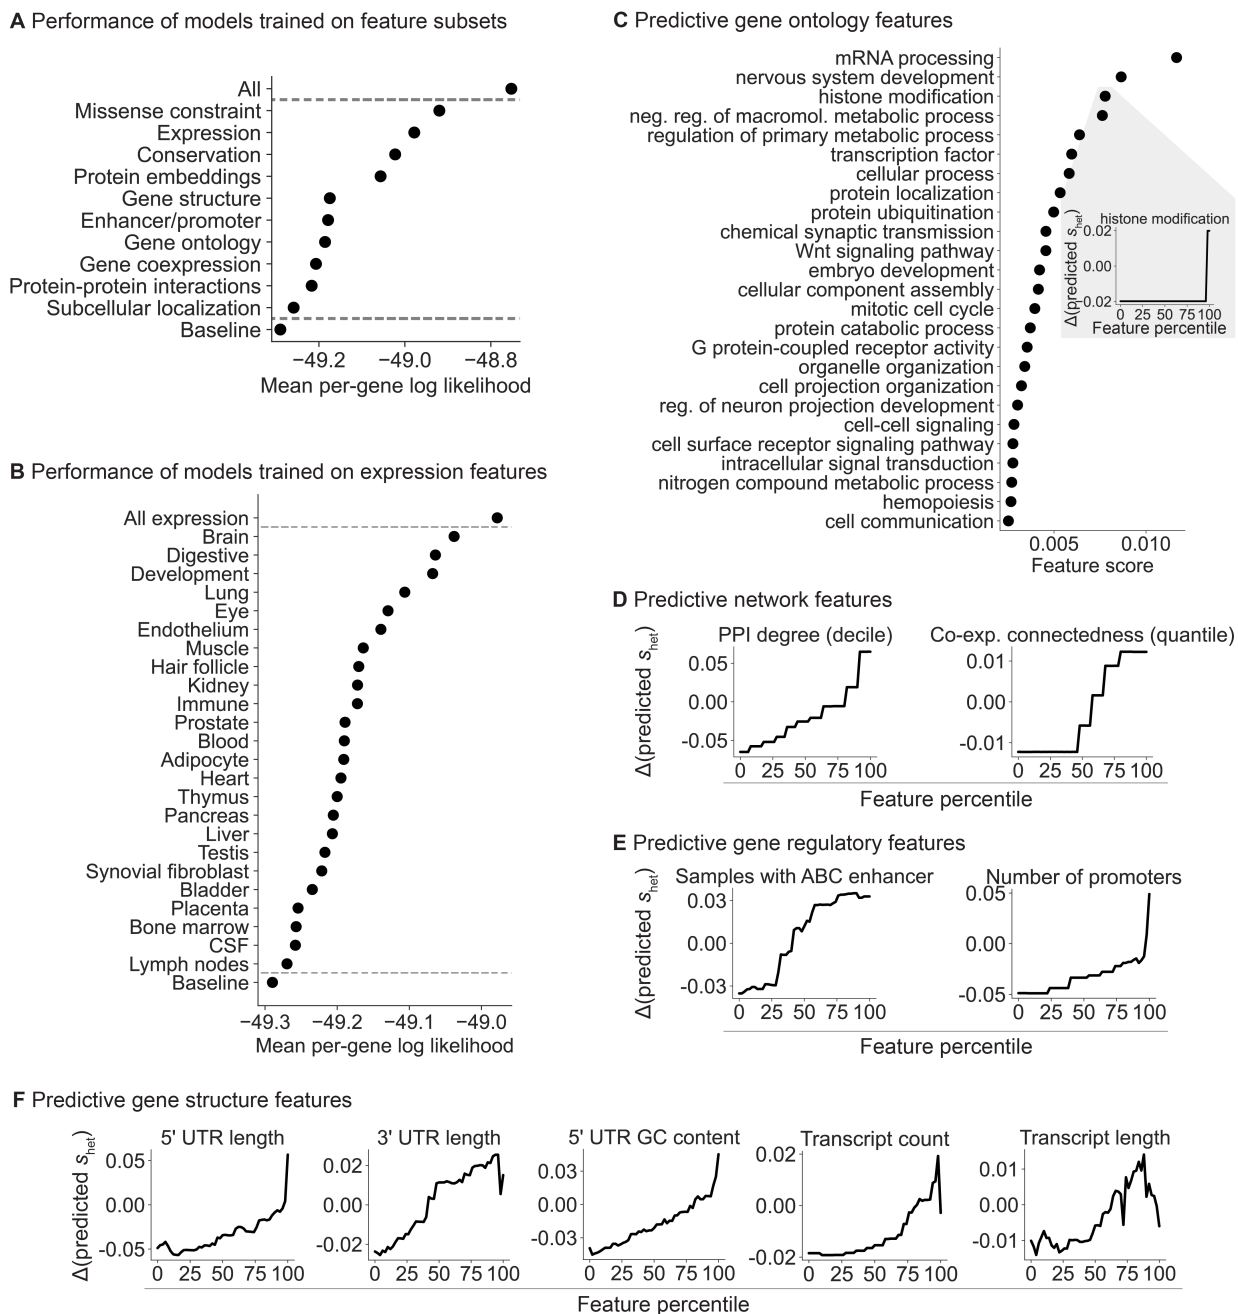 A Performance of models trained on feature subsets
All
Missense constraint
Expression
Conservation
Protein embeddings
Gene structure
Enhancer/promoter
Gene ontology
Gene coexpression
Protein-protein interactions
Subcellular localization
Baseline
−49.2 −49.0 −48.8
Mean per-gene log likelihood
B Performance of models trained on expression features
All expression
Brain
Digestive
Development
Lung
Eye
Endothelium
Muscle
Hair follicle
Kidney
Immune
Prostate
Blood
Adipocyte
Heart
Thymus
Pancreas
Liver
Testis
Synovial fibroblast
Bladder
Placenta
Bone marrow
CSF
Lymph nodes
Baseline
−49.3 −49.2 −49.1 −49.0
Mean per-gene log likelihood
C Predictive gene ontology features
mRNA processing
nervous system development
histone modification
neg. reg. of macromol. metabolic process
regulation of primary metabolic process
transcription factor
cellular process
protein localization
protein ubiquitination
chemical synaptic transmission
Wnt signaling pathway
embryo development
cellular component assembly
mitotic cell cycle
protein catabolic process
G protein-coupled receptor activity
organelle organization
cell projection organization
reg. of neuron projection development
cell-cell signaling
cell surface receptor signaling pathway
intracellular signal transduction
nitrogen compound metabolic process
hemopoiesis
cell communication
0.005 0.010
Feature score
histone modification
Δ(predicted shet)
0.02
0.00
-0.02
0 25 50 75 100
Feature percentile
D Predictive network features
Δ(predicted shet)
PPI degree (decile)
0.05
0.00
-0.05
0 25 50 75 100
Co-exp. connectedness (quantile)
0.01
0.00
-0.01
0 25 50 75 100
Feature percentile
E Predictive gene regulatory features
Δ(predicted shet)
Samples with ABC enhancer
0.03
0.00
-0.03
0 25 50 75 100
Number of promoters
0.05
0.00
-0.05
0 25 50 75 100
Feature percentile
F Predictive gene structure features
Δ(predicted shet)
5' UTR length
0.05
0.00
-0.05
0 25 50 75 100
3' UTR length
0.02
0.00
-0.02
0 25 50 75 100
5' UTR GC content
0.03
0.00
-0.03
0 25 50 75 100
Transcript count
0.02
0.00
-0.02
0 25 50 75 100
Transcript length
0.01
0.00
-0.01
0 25 50 75 100
Feature percentile